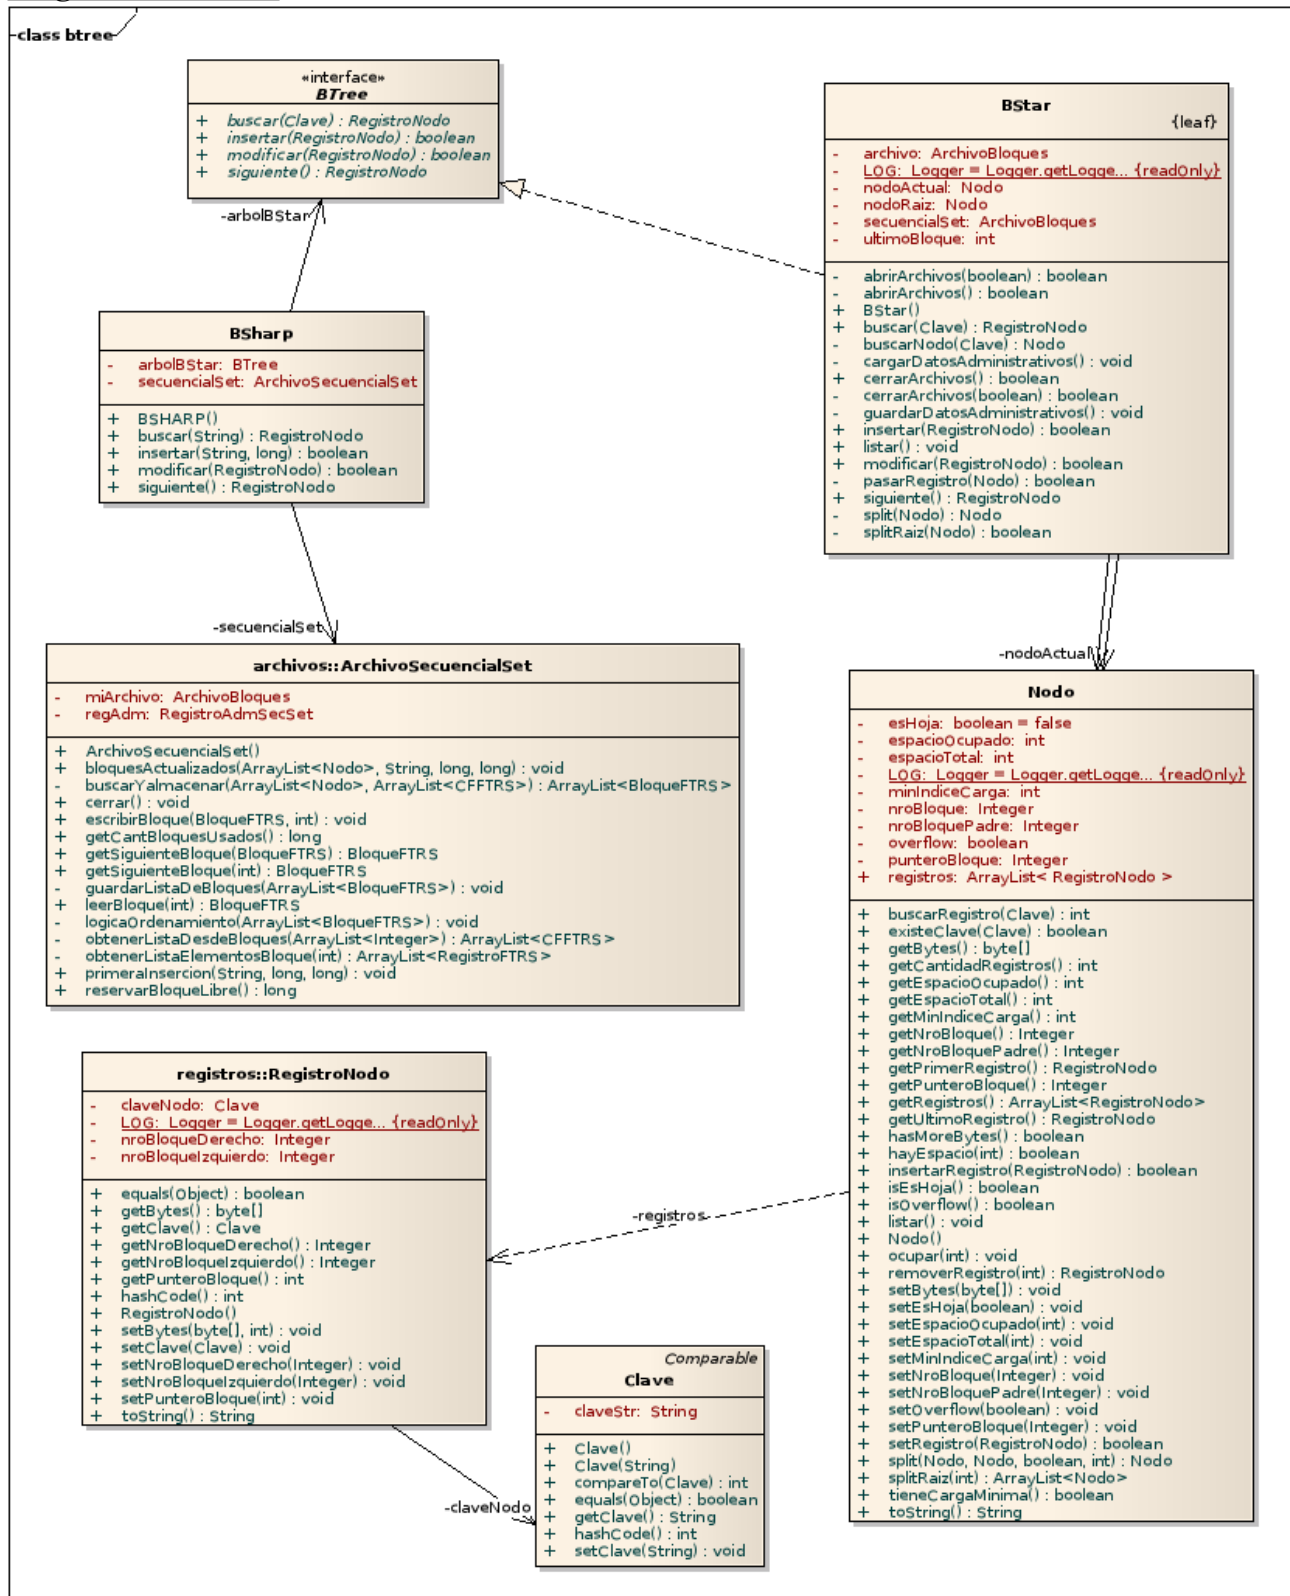 class btree
«interface»
BTree
+ buscar(Clave) : RegistroNodo
+ insertar(RegistroNodo) : boolean
+ modificar(RegistroNodo) : boolean
+ siguiente() : RegistroNodo
BStar
{leaf}
- archivo: ArchivoBloques
- LOG: Logger = Logger.getLogge... {readOnly}
- nodoActual: Nodo
- nodoRaiz: Nodo
- secuencialSet: ArchivoBloques
- ultimoBloque: int
- abrirArchivos(boolean) : boolean
- abrirArchivos() : boolean
+ BStar()
+ buscar(Clave) : RegistroNodo
- buscarNodo(Clave) : Nodo
- cargarDatosAdministrativos() : void
+ cerrarArchivos() : boolean
- cerrarArchivos(boolean) : boolean
- guardarDatosAdministrativos() : void
+ insertar(RegistroNodo) : boolean
+ listar() : void
+ modificar(RegistroNodo) : boolean
- pasarRegistro(Nodo) : boolean
+ siguiente() : RegistroNodo
- split(Nodo) : Nodo
- splitRaiz(Nodo) : boolean
-arbolBStar
BSharp
- arbolBStar: BTree
- secuencialSet: ArchivoSecuencialSet
+ BSHARP()
+ buscar(String) : RegistroNodo
+ insertar(String, long) : boolean
+ modificar(RegistroNodo) : boolean
+ siguiente() : RegistroNodo
-secuencialSet
-nodoActual
archivos::ArchivoSecuencialSet
- miArchivo: ArchivoBloques
- regAdm: RegistroAdmSecSet
+ ArchivoSecuencialSet()
+ bloquesActualizados(ArrayList<Nodo>, String, long, long) : void
- buscarYalmacenar(ArrayList<Nodo>, ArrayList<CFFTRS>) : ArrayList<BloqueFTRS>
+ cerrar() : void
+ escribirBloque(BloqueFTRS, int) : void
+ getCantBloquesUsados() : long
+ getSiguienteBloque(BloqueFTRS) : BloqueFTRS
+ getSiguienteBloque(int) : BloqueFTRS
- guardarListaDeBloques(ArrayList<BloqueFTRS>) : void
+ leerBloque(int) : BloqueFTRS
- logicaOrdenamiento(ArrayList<BloqueFTRS>) : void
- obtenerListaDesdeBloques(ArrayList<Integer>) : ArrayList<CFFTRS>
- obtenerListaElementosBloque(int) : ArrayList<RegistroFTRS>
+ primeraInsercion(String, long, long) : void
+ reservarBloqueLibre() : long
Nodo
- esHoja: boolean = false
- espacioOcupado: int
- espacioTotal: int
- LOG: Logger = Logger.getLogge... {readOnly}
- minIndiceCarga: int
- nroBloque: Integer
- nroBloquePadre: Integer
- overflow: boolean
- punteroBloque: Integer
+ registros: ArrayList< RegistroNodo >
+ buscarRegistro(Clave) : int
+ existeClave(Clave) : boolean
+ getBytes() : byte[]
+ getCantidadRegistros() : int
+ getEspacioOcupado() : int
+ getEspacioTotal() : int
+ getMinIndiceCarga() : int
+ getNroBloque() : Integer
+ getNroBloquePadre() : Integer
+ getPrimerRegistro() : RegistroNodo
+ getPunteroBloque() : Integer
+ getRegistros() : ArrayList<RegistroNodo>
+ getUltimoRegistro() : RegistroNodo
+ hasMoreBytes() : boolean
+ hayEspacio(int) : boolean
+ insertarRegistro(RegistroNodo) : boolean
+ isEsHoja() : boolean
+ isOverflow() : boolean
+ listar() : void
+ Nodo()
+ ocupar(int) : void
+ removerRegistro(int) : RegistroNodo
+ setBytes(byte[]) : void
+ setEsHoja(boolean) : void
+ setEspacioOcupado(int) : void
+ setEspacioTotal(int) : void
+ setMinIndiceCarga(int) : void
+ setNroBloque(Integer) : void
+ setNroBloquePadre(Integer) : void
+ setOverflow(boolean) : void
+ setPunteroBloque(Integer) : void
+ setRegistro(RegistroNodo) : boolean
+ split(Nodo, Nodo, boolean, int) : Nodo
+ splitRaiz(int) : ArrayList<Nodo>
+ tieneCargaMinima() : boolean
+ toString() : String
registros::RegistroNodo
- claveNodo: Clave
- LOG: Logger = Logger.getLogge... {readOnly}
- nroBloqueDerecho: Integer
- nroBloqueIzquierdo: Integer
+ equals(Object) : boolean
+ getBytes() : byte[]
+ getClave() : Clave
+ getNroBloqueDerecho() : Integer
+ getNroBloqueIzquierdo() : Integer
+ getPunteroBloque() : int
+ hashCode() : int
+ RegistroNodo()
+ setBytes(byte[], int) : void
+ setClave(Clave) : void
+ setNroBloqueDerecho(Integer) : void
+ setNroBloqueIzquierdo(Integer) : void
+ setPunteroBloque(int) : void
+ toString() : String
-registros
-claveNodo
Comparable
Clave
- claveStr: String
+ Clave()
+ Clave(String)
+ compareTo(Clave) : int
+ equals(Object) : boolean
+ getClave() : String
+ hashCode() : int
+ setClave(String) : void